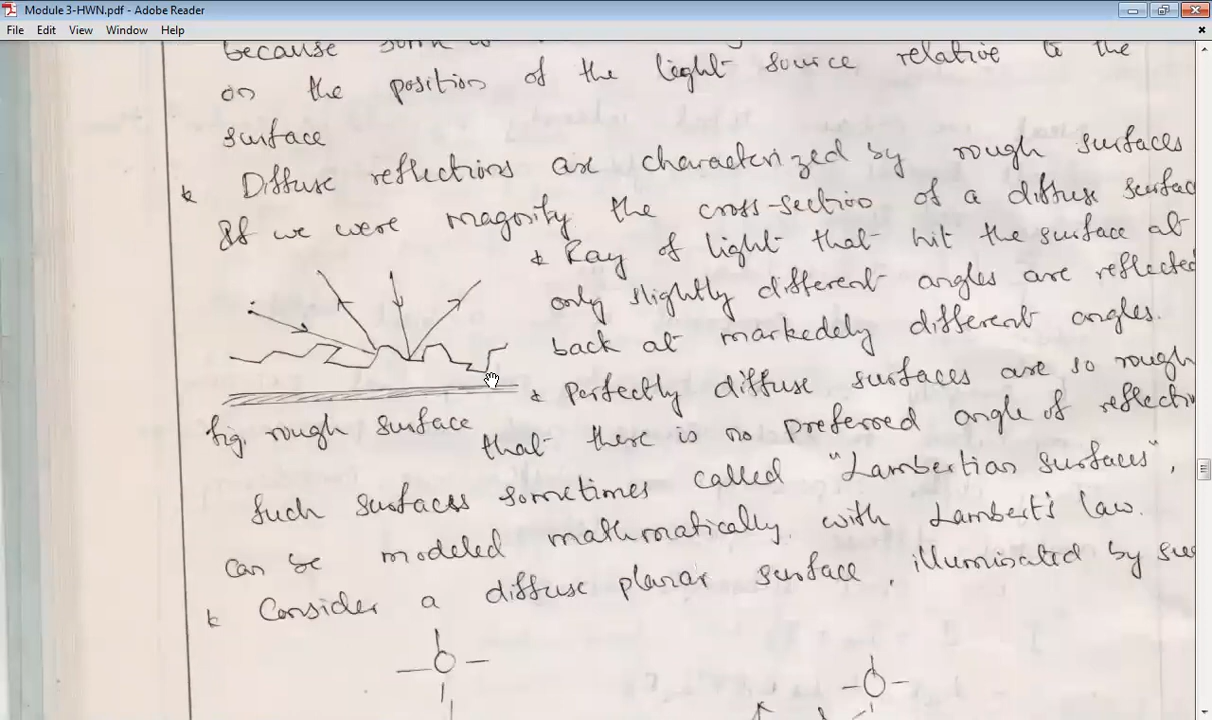 Module 3-HWN.pdf - Adobe Reader
File Edit View Window Help
because relative to the
on the position of the light source
surface
* Diffuse reflections are characterized by rough surfaces
If we were magority the cross-section of a diffuse surfac
* Ray of light that hit the surface at
only slightly different angles are reflected
back at markedely different angles.
* Perfectly diffuse surfaces are so rough
fig. rough surface
that there is no preferred angle of reflectio
Such surfaces sometimes called "Lambertian surfaces",
can be modeled mathmatically with Lambert's law.
* Consider a diffuse planar surface, illuminated by su